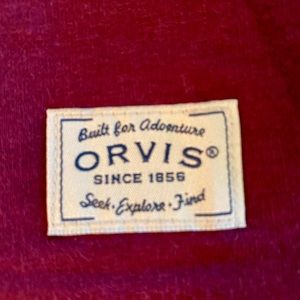 Built for Adventure
ORVIS®
SINCE 1856
Seek · Explore · Find